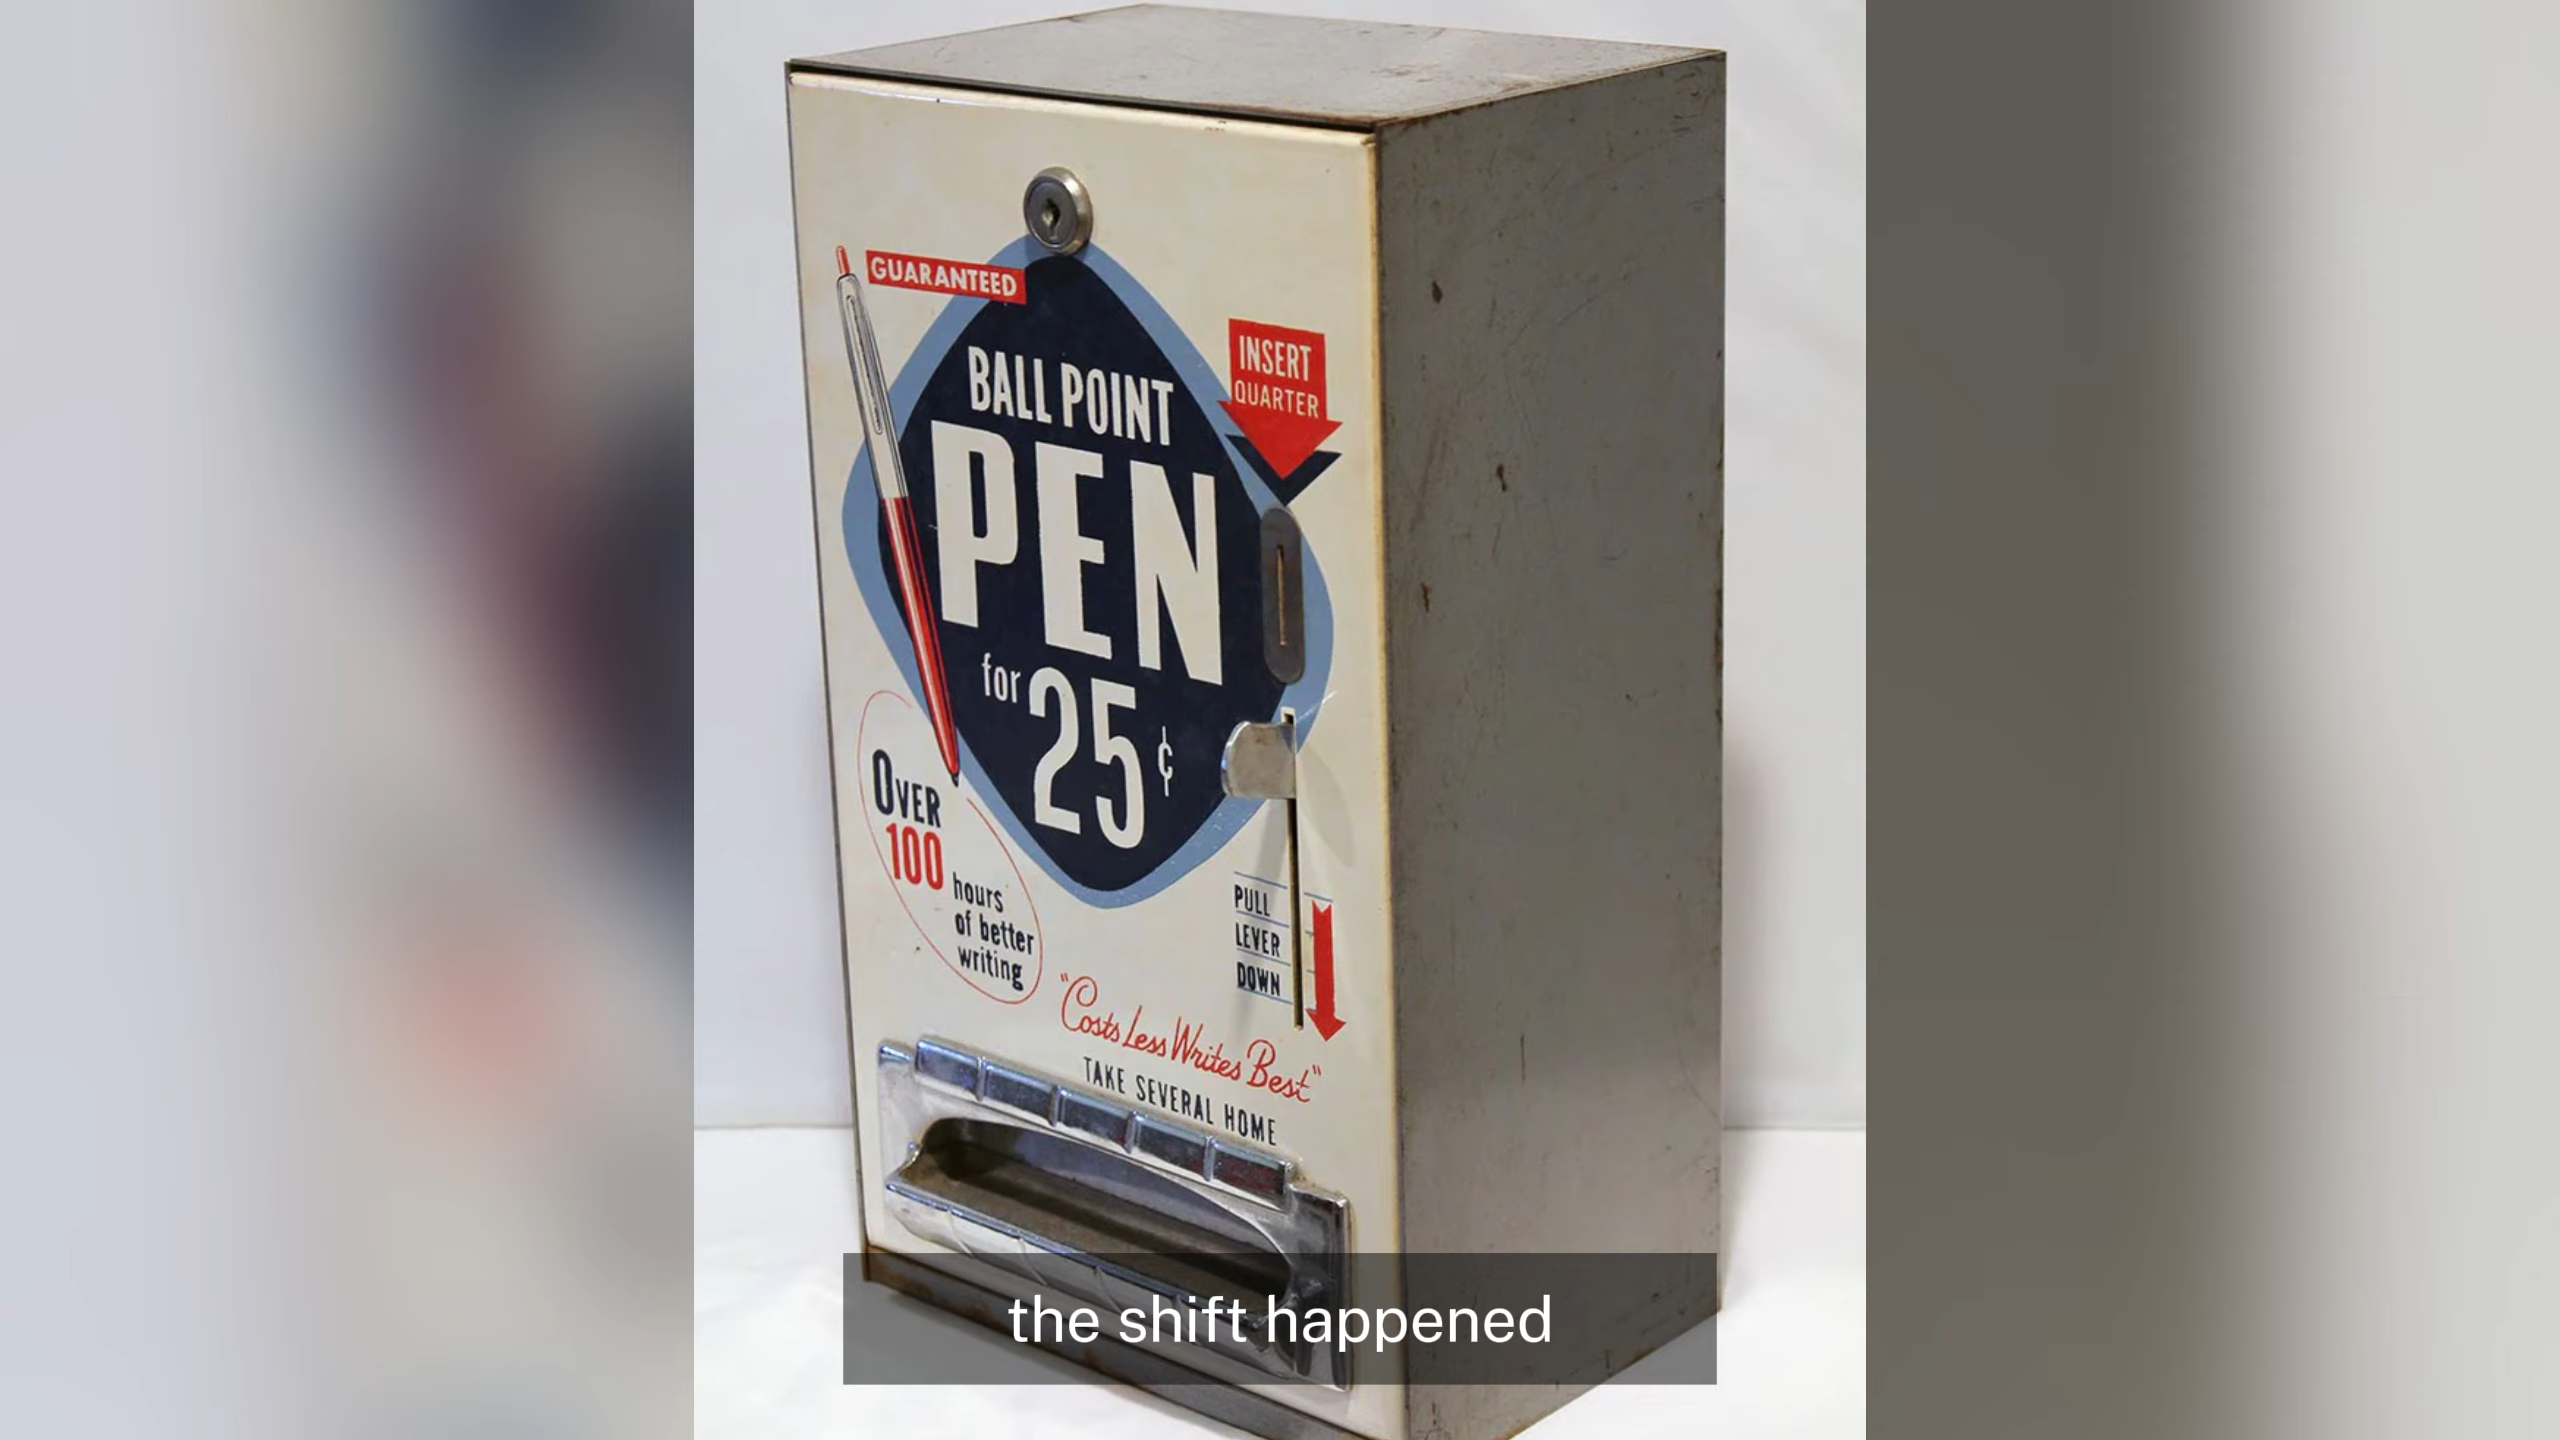 GUARANTEED
INSERT
QUARTER
BALL POINT
PEN
for 25¢
OVER
100
hours
of better
writing
PULL
LEVER
DOWN
"Costs Less Writes Best"
TAKE SEVERAL HOME
the shift happened